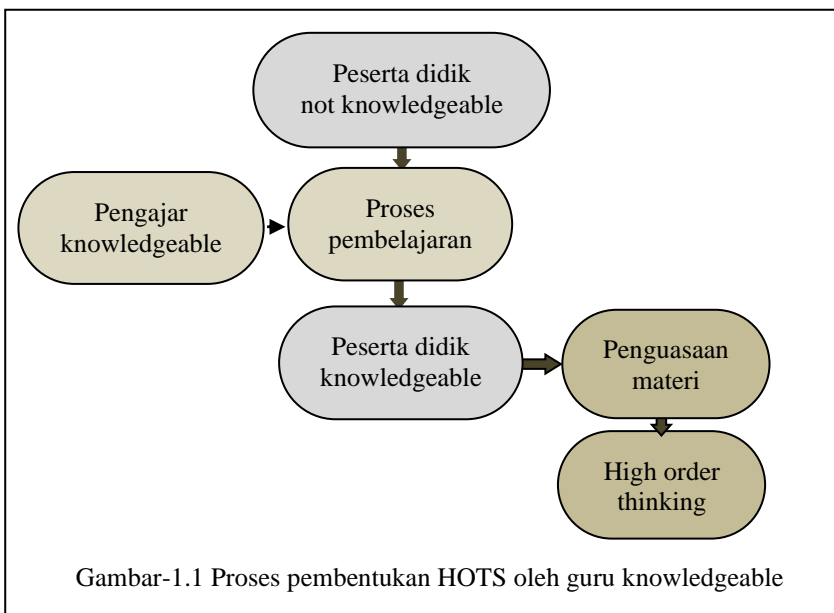 Peserta didik
not knowledgeable
Pengajar
knowledgeable
Proses
pembelajaran
Peserta didik
knowledgeable
Penguasaan
materi
High order
thinking
Gambar-1.1 Proses pembentukan HOTS oleh guru knowledgeable